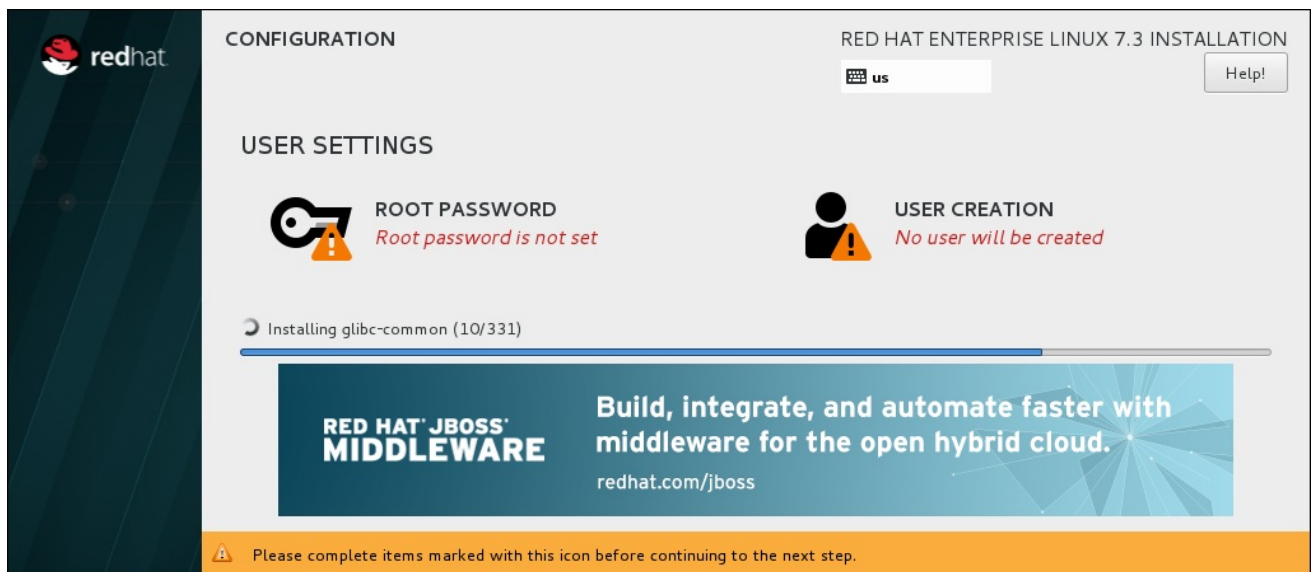 redhat
CONFIGURATION
RED HAT ENTERPRISE LINUX 7.3 INSTALLATION
us
Help!
USER SETTINGS
ROOT PASSWORD
Root password is not set
USER CREATION
No user will be created
Installing glibc-common (10/331)
RED HAT® JBOSS®
MIDDLEWARE
Build, integrate, and automate faster with
middleware for the open hybrid cloud.
redhat.com/jboss
Please complete items marked with this icon before continuing to the next step.